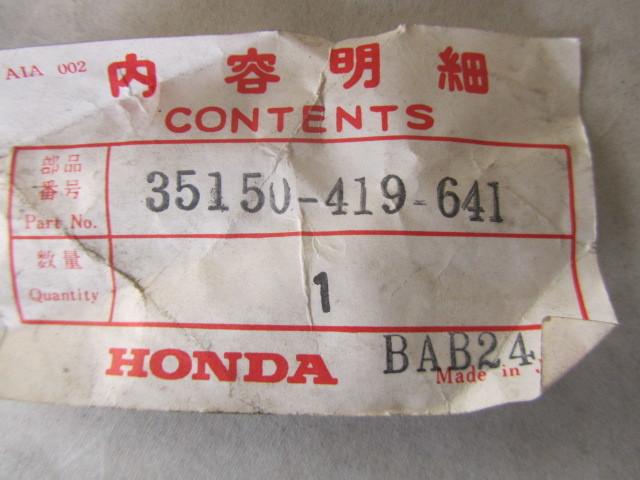 AIA 002
内容明細
CONTENTS
部品
番号
Part No.
35150-419-641
数量
Quantity
1
HONDA
BAB24
Made in